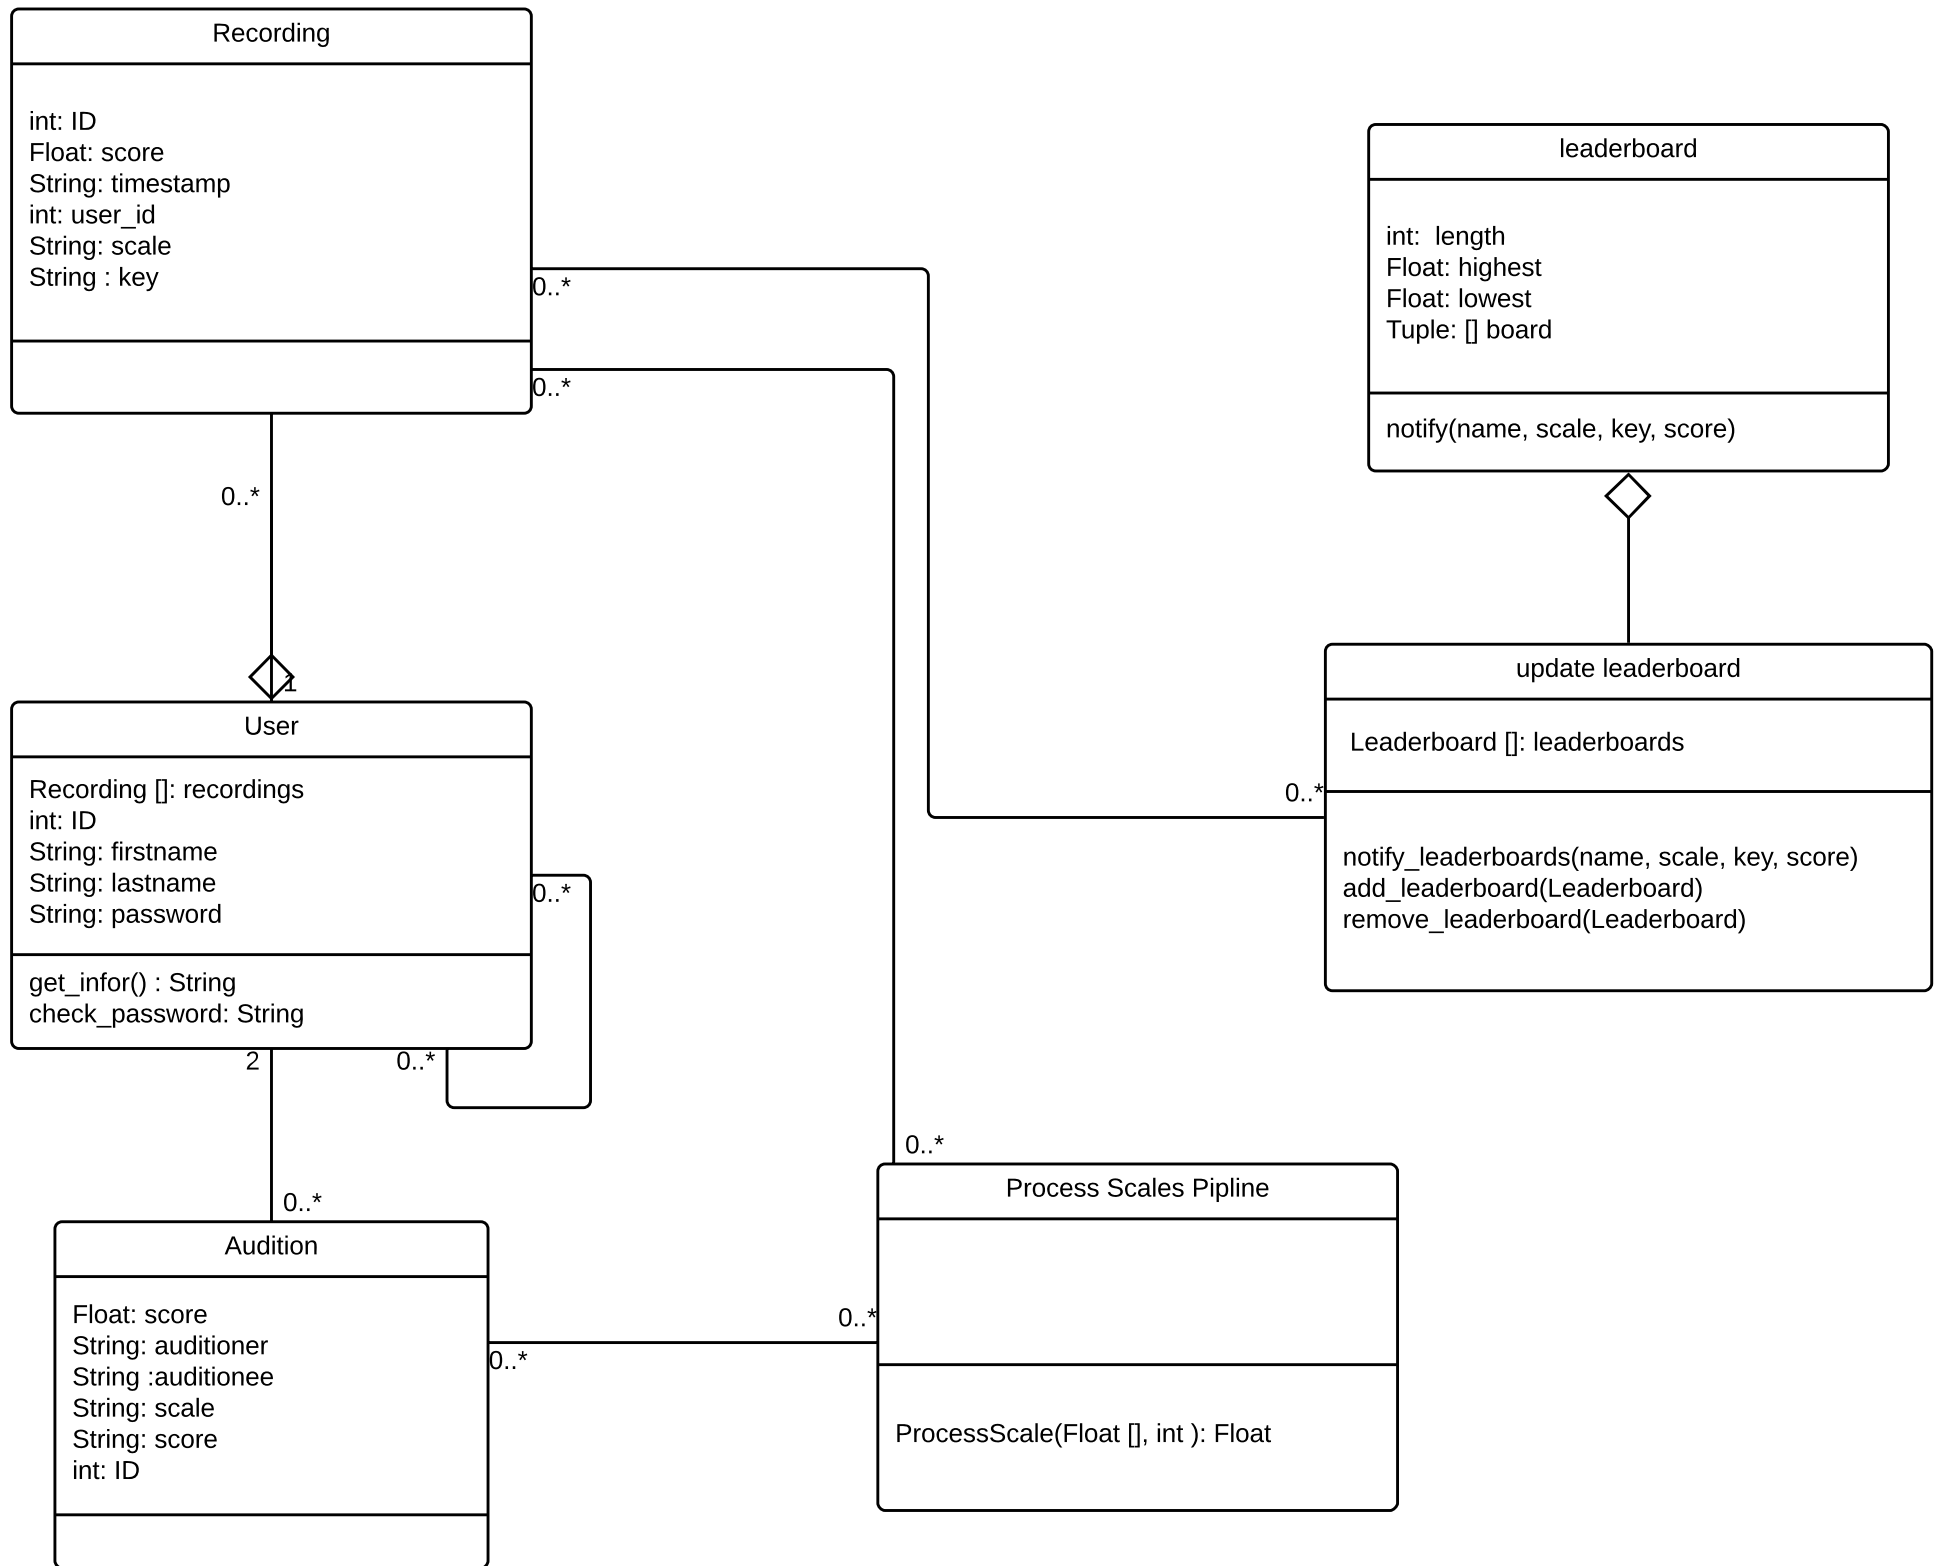 Recording
int: ID
Float: score
String: timestamp
int: user_id
String: scale
String : key
0..*
0..*
0..*
1
leaderboard
int:  length
Float: highest
Float: lowest
Tuple: [] board
notify(name, scale, key, score)
update leaderboard
Leaderboard []: leaderboards
0..*
notify_leaderboards(name, scale, key, score)
add_leaderboard(Leaderboard)
remove_leaderboard(Leaderboard)
User
Recording []: recordings
int: ID
String: firstname
String: lastname
String: password
0..*
get_infor() : String
check_password: String
2
0..*
0..*
Audition
Float: score
String: auditioner
String :auditionee
String: scale
String: score
int: ID
0..*
0..*
0..*
Process Scales Pipline
ProcessScale(Float [], int ): Float